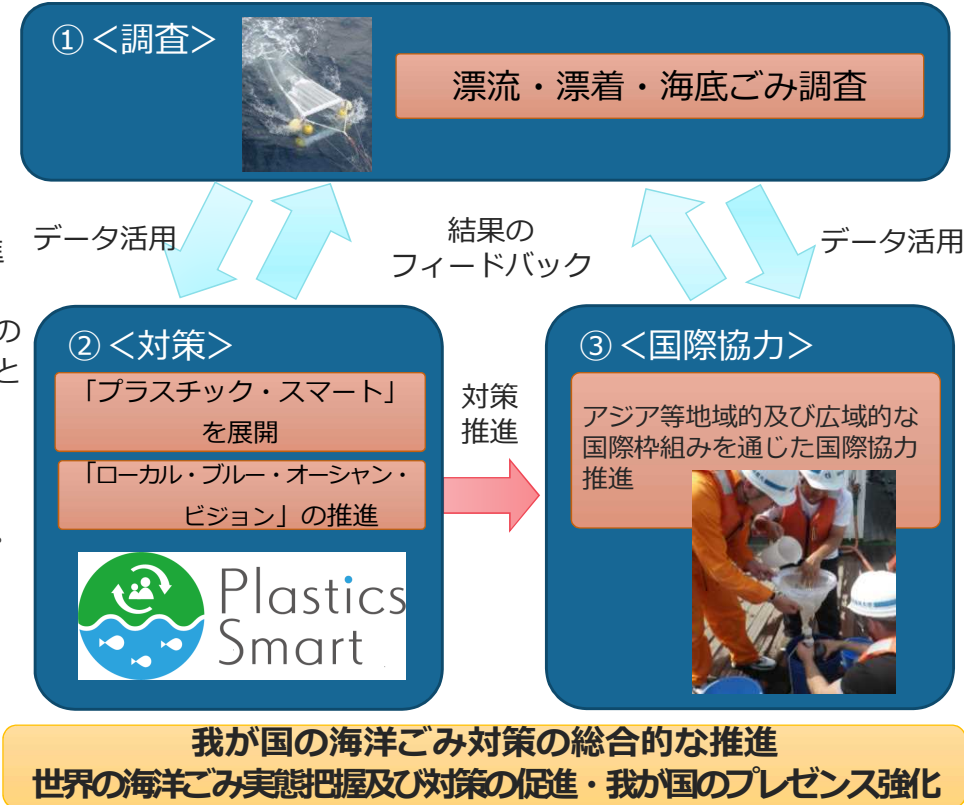 ① ＜調査＞
漂流・漂着・海底ごみ調査
データ活用
結果の
フィードバック
データ活用
進
の
と
② ＜対策＞
「プラスチック・スマート」
を展開
「ローカル・ブルー・オーシャン・
ビジョン」の推進
Plastics
Smart
対策
推進
③ ＜国際協力＞
アジア等地域的及び広域的な
国際枠組みを通じた国際協力
推進
我が国の海洋ごみ対策の総合的な推進
世界の海洋ごみ実態把握及び対策の促進・我が国のプレゼンス強化